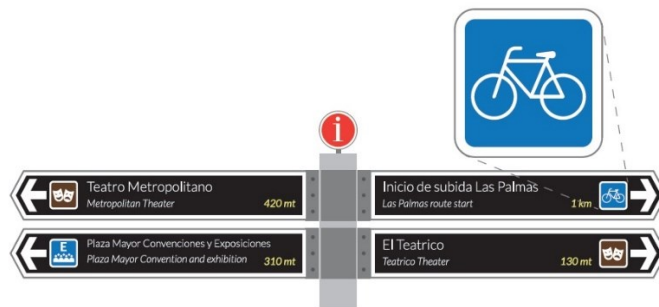 i
Teatro Metropolitano
Metropolitan Theater 420 mt
Inicio de subida Las Palmas
Las Palmas route start 1 km
E
Plaza Mayor Convenciones y Exposiciones
Plaza Mayor Convention and exhibition 310 mt
El Teatrico
Teatrico Theater 130 mt